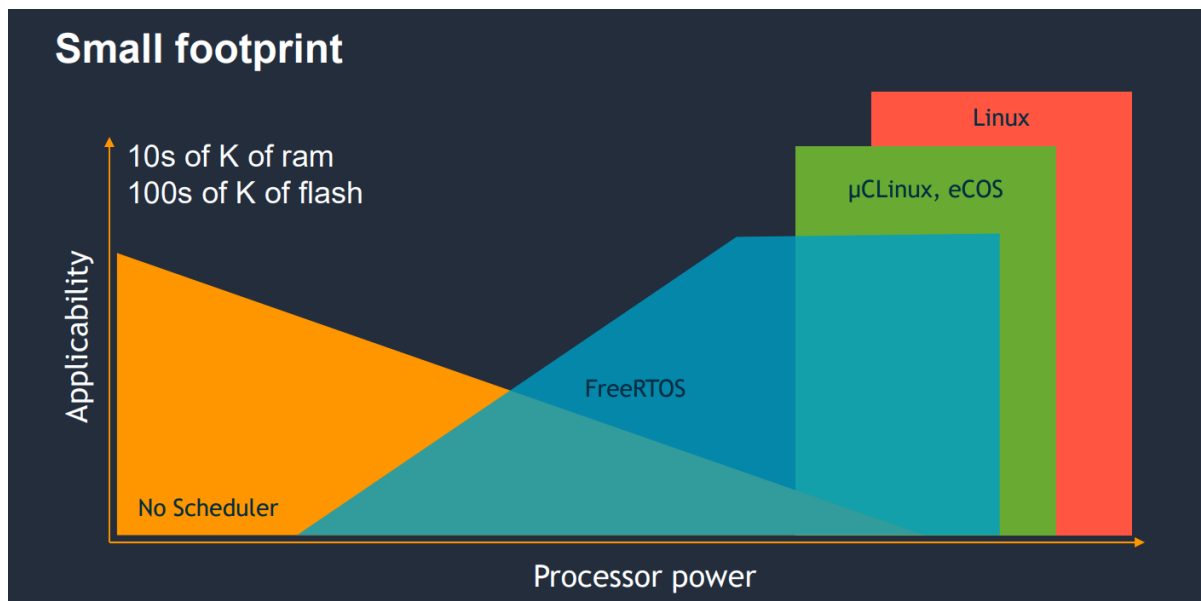 Small footprint
10s of K of ram
100s of K of flash
Linux
µCLinux, eCOS
Applicability
FreeRTOS
No Scheduler
Processor power